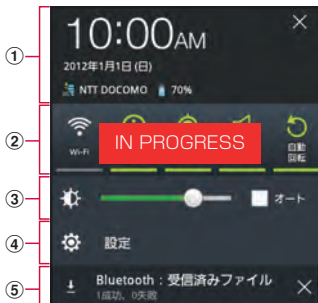 ① 10:00AM
2012年1月1日 (日)
NTT DOCOMO 70%
② IN PROGRESS
Wi-Fi 自動
回転
③ オート
④ 設定
⑤ Bluetooth：受信済みファイル
1成功、0失敗